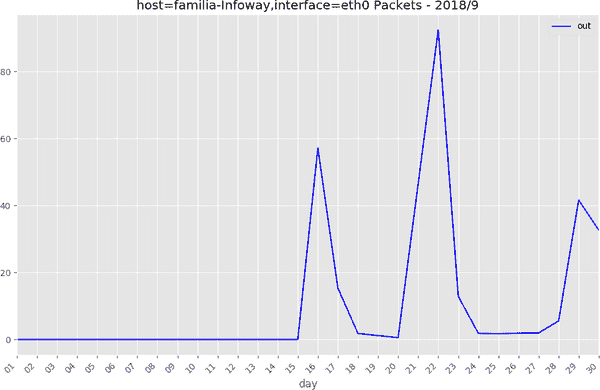 host=familia-Infoway,interface=eth0 Packets - 2018/9
out
80
60
40
20
0
01 02 03 04 05 06 07 08 09 10 11 12 13 14 15 16 17 18 19 20 21 22 23 24 25 26 27 28 29 30
day